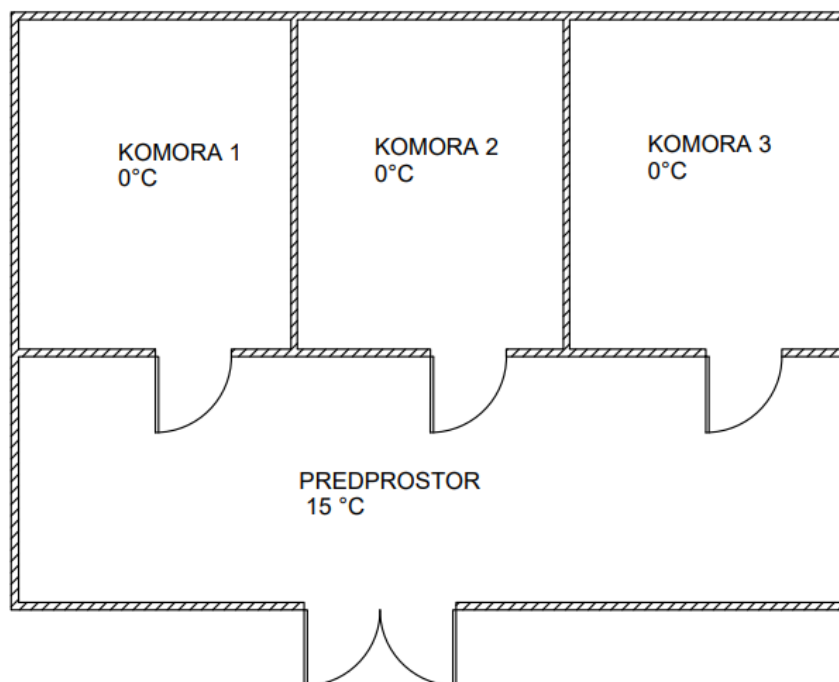 KOMORA 1
0°C
KOMORA 2
0°C
KOMORA 3
0°C
PREDPROSTOR
15 °C